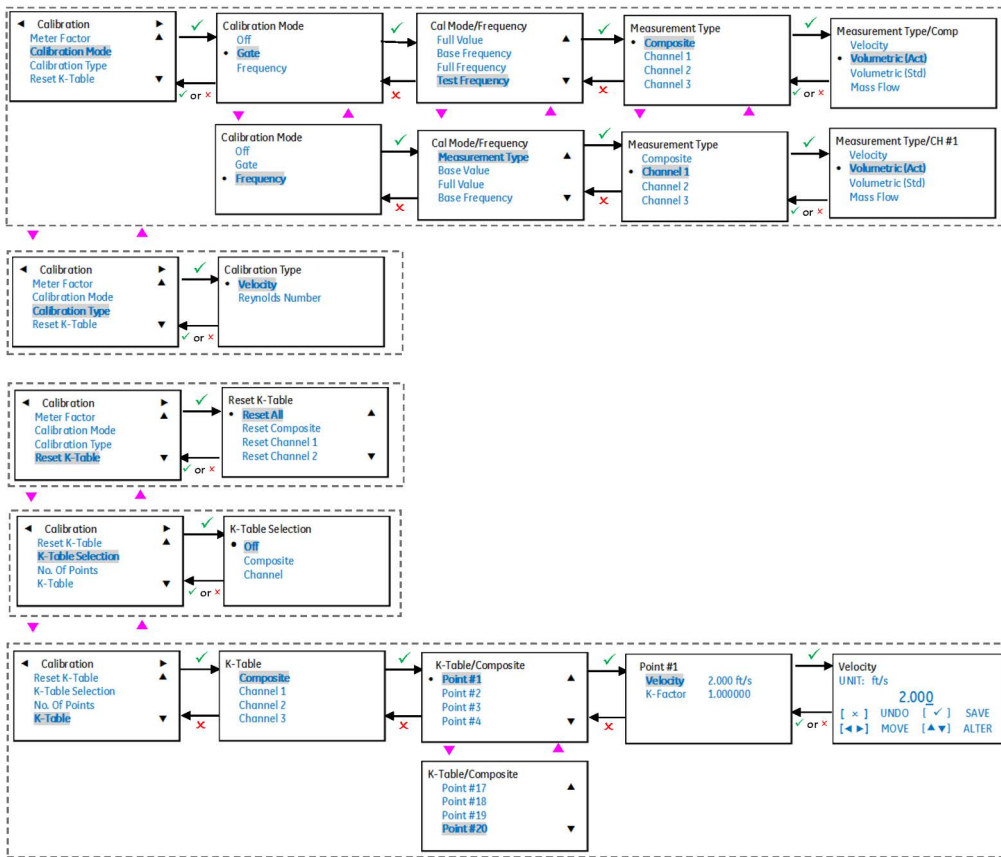 ◄ Calibration ►
Meter Factor ▲
Calibration Mode
Calibration Type
Reset K-Table ▼
✓
✓ or ×
Calibration Mode
Off
• Gate
Frequency
✓
×
Cal Mode/Frequency
Full Value ▲
Base Frequency
Full Frequency
Test Frequency ▼
✓
×
Measurement Type
• Composite
Channel 1
Channel 2
Channel 3
✓
✓ or ×
Measurement Type/Comp
Velocity
• Volumetric (Act)
Volumetric (Std)
Mass Flow
Calibration Mode
Off
Gate
• Frequency
✓
×
Cal Mode/Frequency
Measurement Type ▲
Base Value
Full Value
Base Frequency ▼
✓
×
Measurement Type
Composite
• Channel 1
Channel 2
Channel 3
✓
✓ or ×
Measurement Type/CH #1
Velocity
• Volumetric (Act)
Volumetric (Std)
Mass Flow
◄ Calibration ►
Meter Factor ▲
Calibration Mode
Calibration Type
Reset K-Table ▼
✓
✓ or ×
Calibration Type
• Velocity
Reynolds Number
◄ Calibration ►
Meter Factor ▲
Calibration Mode
Calibration Type
Reset K-Table ▼
✓
✓ or ×
Reset K-Table
• Reset All ▲
Reset Composite
Reset Channel 1
Reset Channel 2 ▼
◄ Calibration ►
Reset K-Table ▲
K-Table Selection
No. Of Points
K-Table ▼
✓
✓ or ×
K-Table Selection
• Off
Composite
Channel
◄ Calibration ►
Reset K-Table ▲
K-Table Selection
No. Of Points
K-Table ▼
✓
×
K-Table
Composite
Channel 1
Channel 2
Channel 3
✓
×
K-Table/Composite
• Point #1 ▲
Point #2
Point #3
Point #4 ▼
✓
×
Point #1
Velocity 2.000 ft/s
K-Factor 1.000000
✓
✓ or ×
Velocity
UNIT: ft/s
2.000
[ × ] UNDO [ ✓ ] SAVE
[◄ ►] MOVE [▲▼] ALTER
K-Table/Composite
Point #17 ▲
Point #18
Point #19
Point #20 ▼